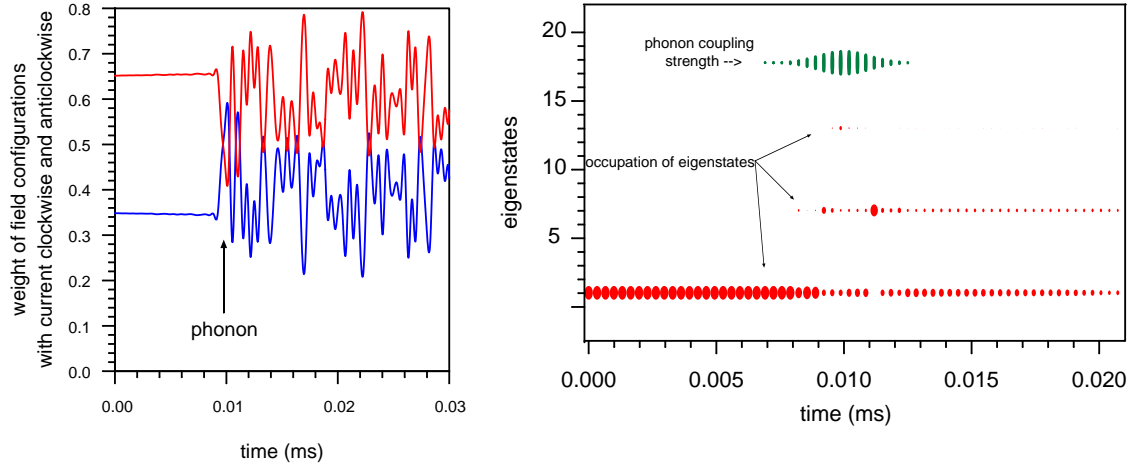 weight of field configurations
with current clockwise and anticlockwise
0.8
0.7
0.6
0.5
0.4
0.3
0.2
0.1
0.0
phonon
0.00
0.01
0.02
0.03
time (ms)
eigenstates
20
15
10
5
phonon coupling
strength -->
occupation of eigenstates
0.000
0.005
0.010
0.015
0.020
time (ms)